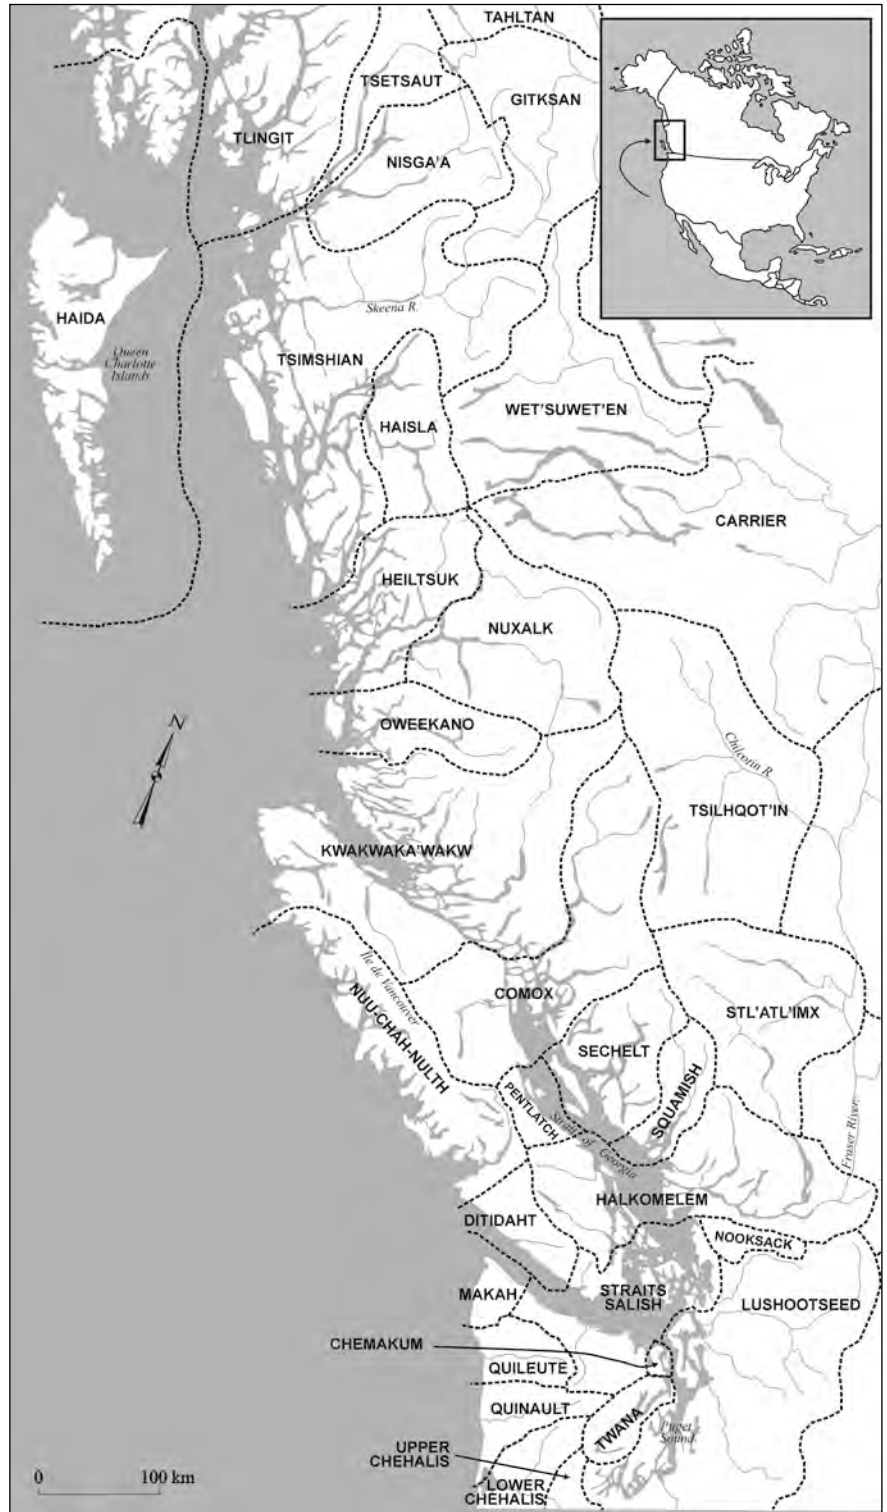 TAHLTAN
TSETSAUT
GITKSAN
TLINGIT
NISGA'A
HAIDA
Skeena R.
Queen
Charlotte
Islands
TSIMSHIAN
WET'SUWET'EN
HAISLA
CARRIER
HEILTSUK
NUXALK
N
OWEEKANO
Chilcotin R.
TSILHQOT'IN
KWAKWAKA'WAKW
Île de Vancouver
NUU-CHAH-NULTH
COMOX
STL'ATL'IMX
SECHELT
SQUAMISH
PENTLATCH
Straits of Georgia
Fraser River
HALKOMELEM
DITIDAHT
NOOKSACK
STRAITS
SALISH
LUSHOOTSEED
MAKAH
CHEMAKUM
QUILEUTE
QUINAULT
TWANA
Puget
Sound
UPPER
CHEHALIS
LOWER
CHEHALIS
0 100 km